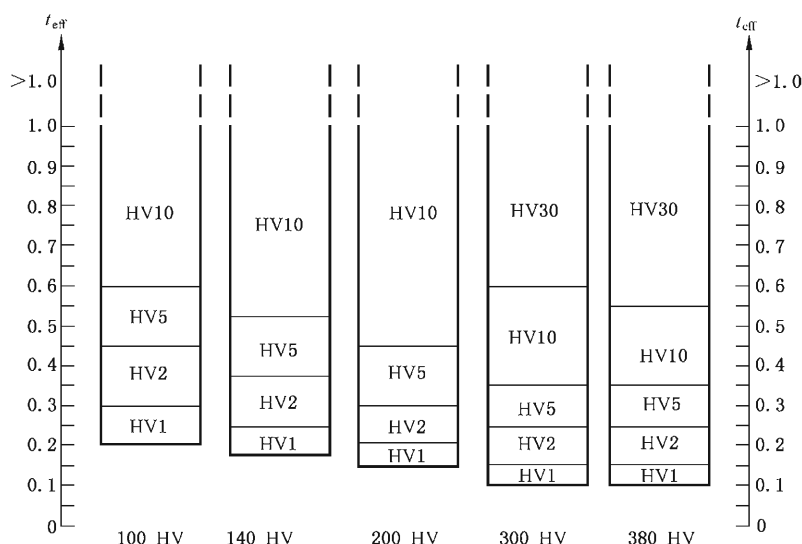 t_eff t_eff
>1.0 >1.0
1.0 1.0
0.9 0.9
0.8 HV10 HV10 HV10 HV30 HV30 0.8
0.7 0.7
0.6 0.6
0.5 HV5 0.5
0.4 HV2 HV5 HV5 HV10 HV10 0.4
0.3 HV1 HV2 HV2 HV5 HV5 0.3
0.2 HV1 HV1 HV2 HV2 0.2
0.1 HV1 HV1 0.1
0 0
100 HV 140 HV 200 HV 300 HV 380 HV